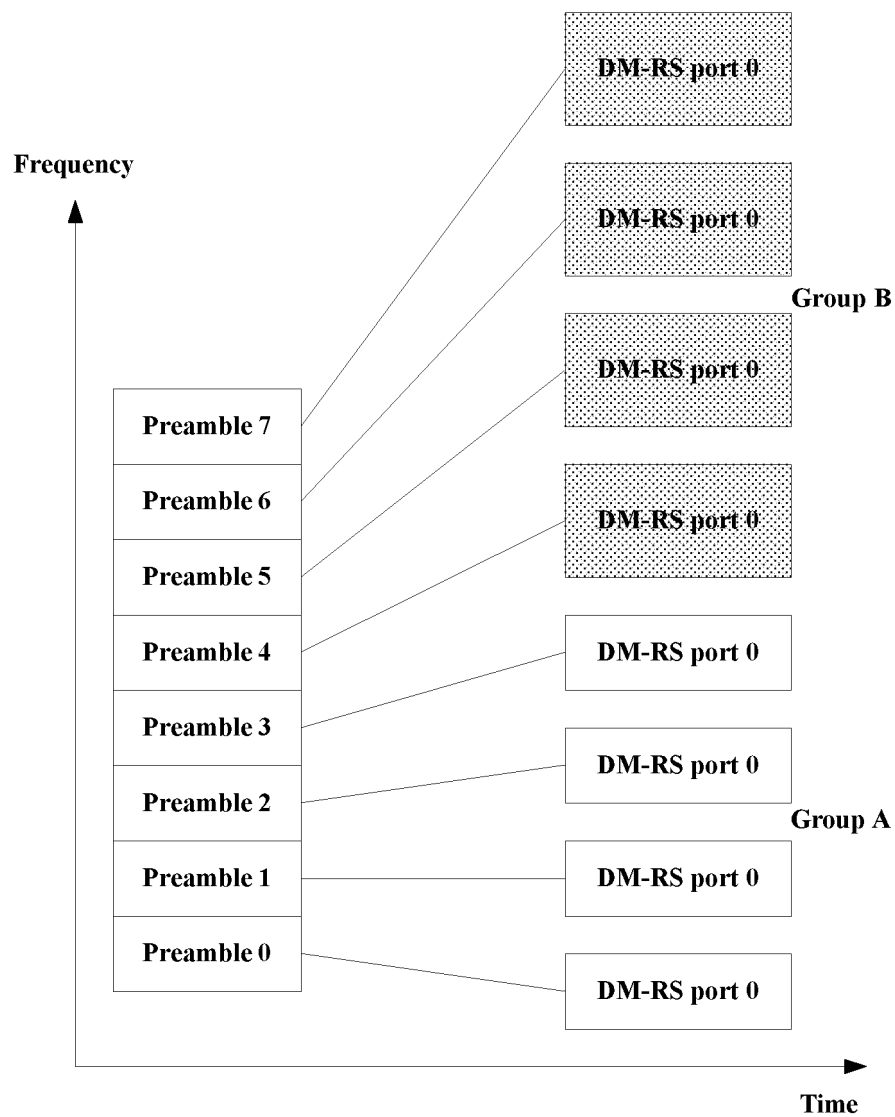 DM-RS port 0
Frequency
DM-RS port 0
Group B
DM-RS port 0
Preamble 7
Preamble 6
DM-RS port 0
Preamble 5
Preamble 4
DM-RS port 0
Preamble 3
DM-RS port 0
Preamble 2
Group A
Preamble 1
DM-RS port 0
Preamble 0
DM-RS port 0
Time